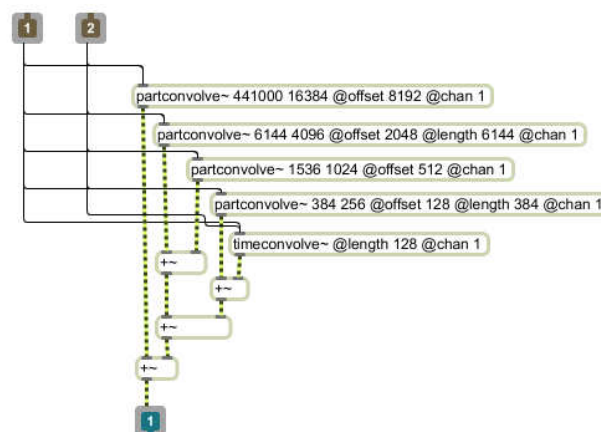 1 2
partconvolve~ 441000 16384 @offset 8192 @chan 1
partconvolve~ 6144 4096 @offset 2048 @length 6144 @chan 1
partconvolve~ 1536 1024 @offset 512 @chan 1
partconvolve~ 384 256 @offset 128 @length 384 @chan 1
timeconvolve~ @length 128 @chan 1
+~
+~
+~
+~
1